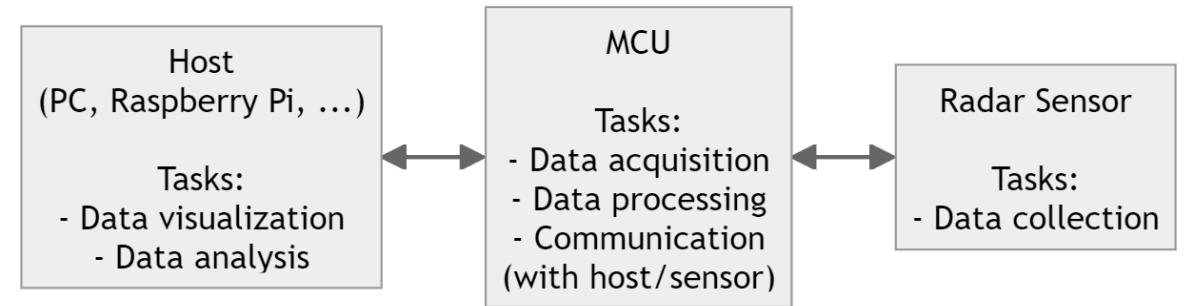 Host
(PC, Raspberry Pi, ...)
Tasks:
- Data visualization
- Data analysis
MCU
Tasks:
- Data acquisition
- Data processing
- Communication
(with host/sensor)
Radar Sensor
Tasks:
- Data collection